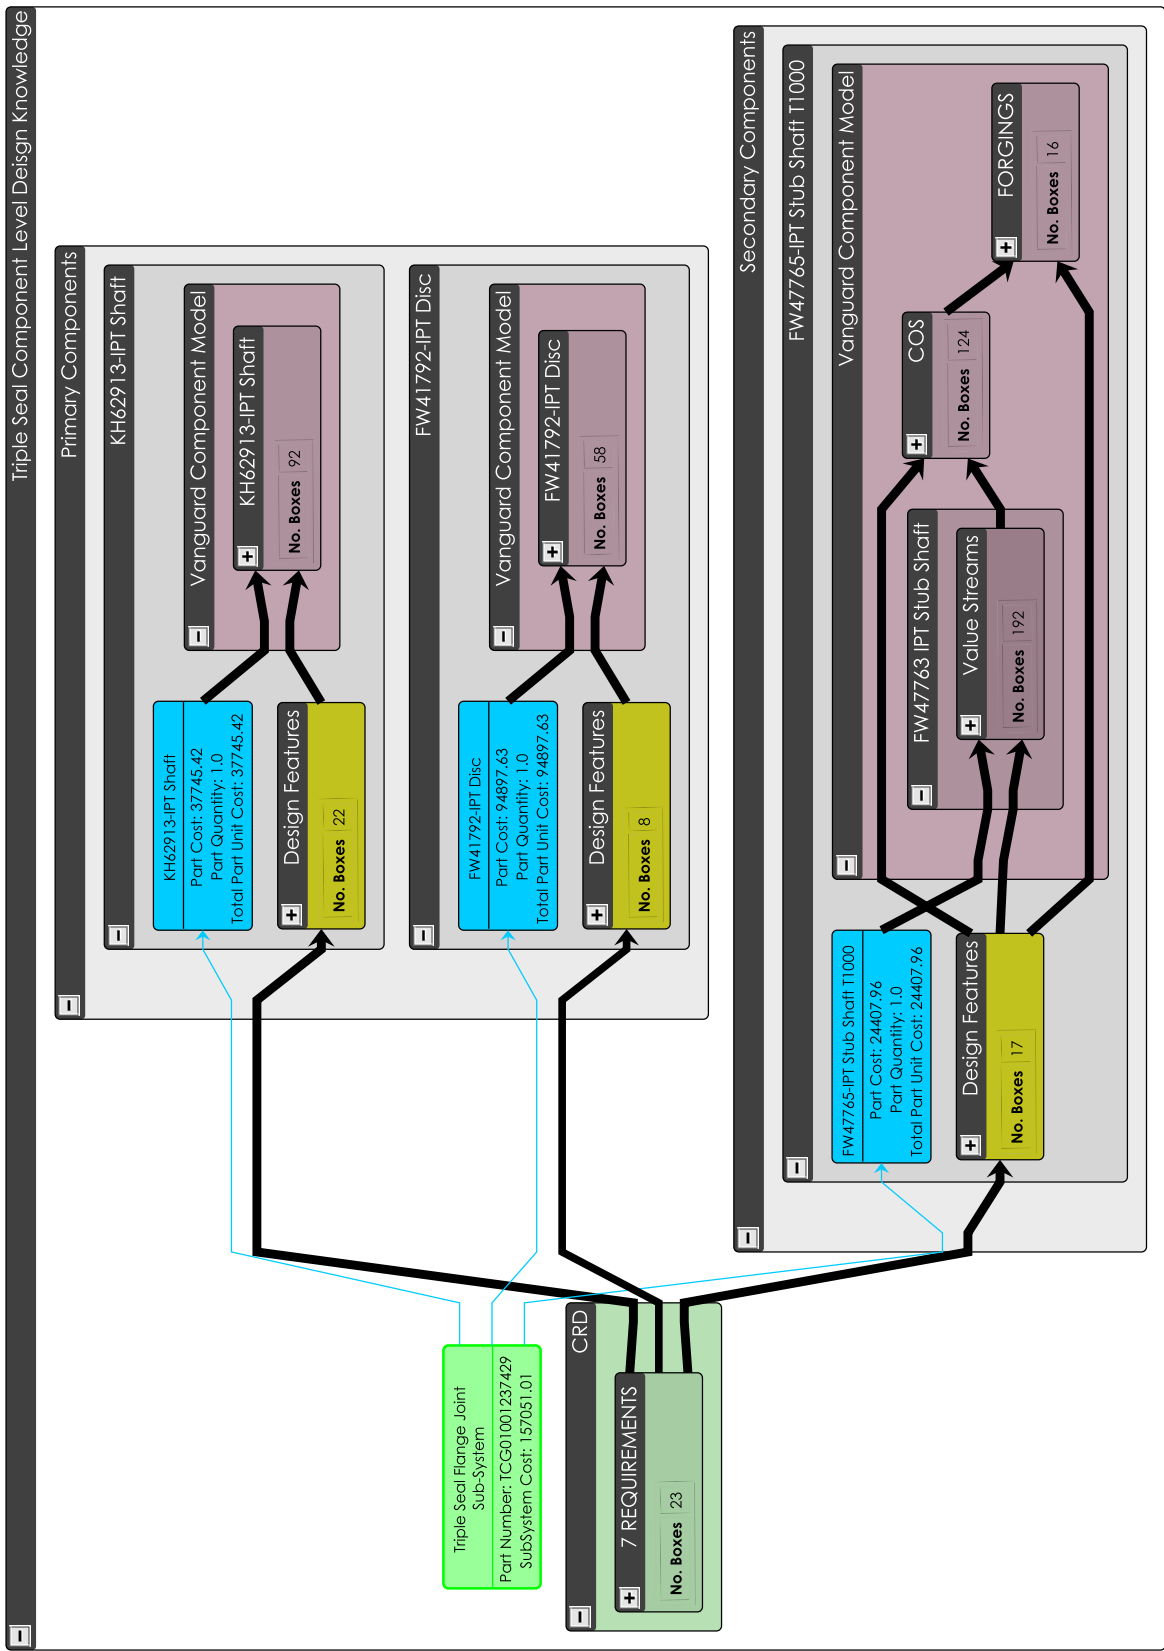 Triple Seal Component Level Deisgn Knowledge
Primary Components
KH62913-IPT Shaft
KH62913-IPT Shaft
Part Cost: 37745.42
Part Quantity: 1.0
Total Part Unit Cost: 37745.42
Design Features
No. Boxes 22
Vanguard Component Model
KH62913-IPT Shaft
No. Boxes 92
FW41792-IPT Disc
FW41792-IPT Disc
Part Cost: 94897.63
Part Quantity: 1.0
Total Part Unit Cost: 94897.63
Design Features
No. Boxes 8
Vanguard Component Model
FW41792-IPT Disc
No. Boxes 58
Triple Seal Flange Joint
Sub-System
Part Number: TCG01001237429
SubSystem Cost: 157051.01
CRD
7 REQUIREMENTS
No. Boxes 23
Secondary Components
FW47765-IPT Stub Shaft T1000
FW47765-IPT Stub Shaft T1000
Part Cost: 24407.96
Part Quantity: 1.0
Total Part Unit Cost: 24407.96
Design Features
No. Boxes 17
Vanguard Component Model
FW47763 IPT Stub Shaft
Value Streams
No. Boxes 192
COS
No. Boxes 124
FORGINGS
No. Boxes 16